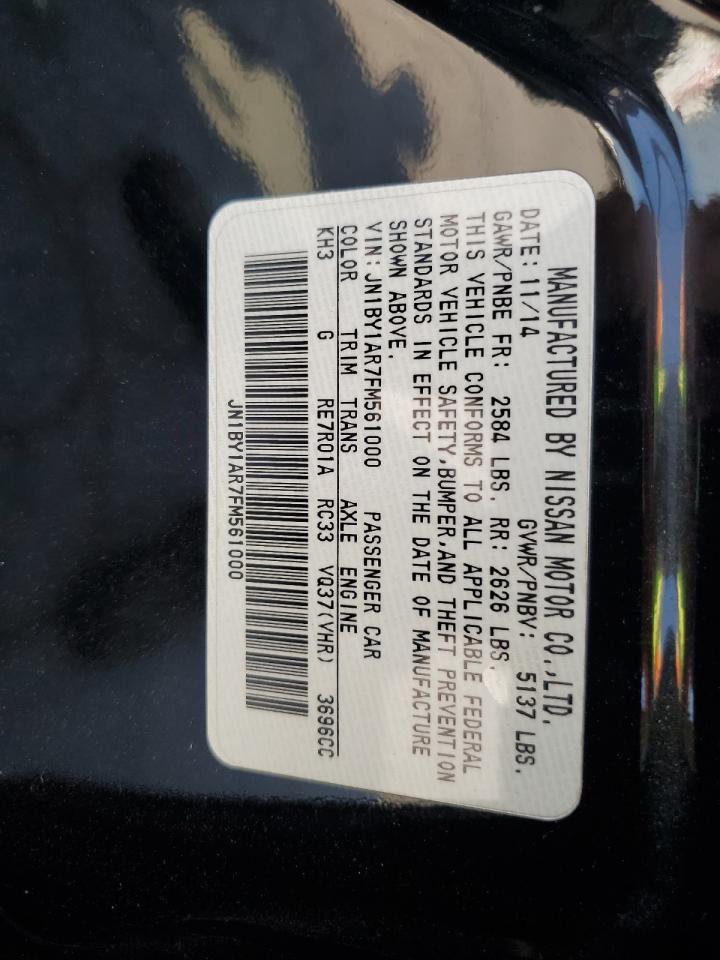 MANUFACTURED BY NISSAN MOTOR CO.,LTD.
DATE: 11/14 GVWR/PNBV: 5137 LBS.
GAWR/PNBE FR: 2584 LBS. RR: 2626 LBS.
THIS VEHICLE CONFORMS TO ALL APPLICABLE FEDERAL
MOTOR VEHICLE SAFETY,BUMPER,AND THEFT PREVENTION
STANDARDS IN EFFECT ON THE DATE OF MANUFACTURE
SHOWN ABOVE.
VIN: JN1BY1AR7FM561000 PASSENGER CAR
COLOR TRIM TRANS AXLE ENGINE
KH3 G RE7R01A RC33 VQ37(VHR) 3696CC
JN1BY1AR7FM561000